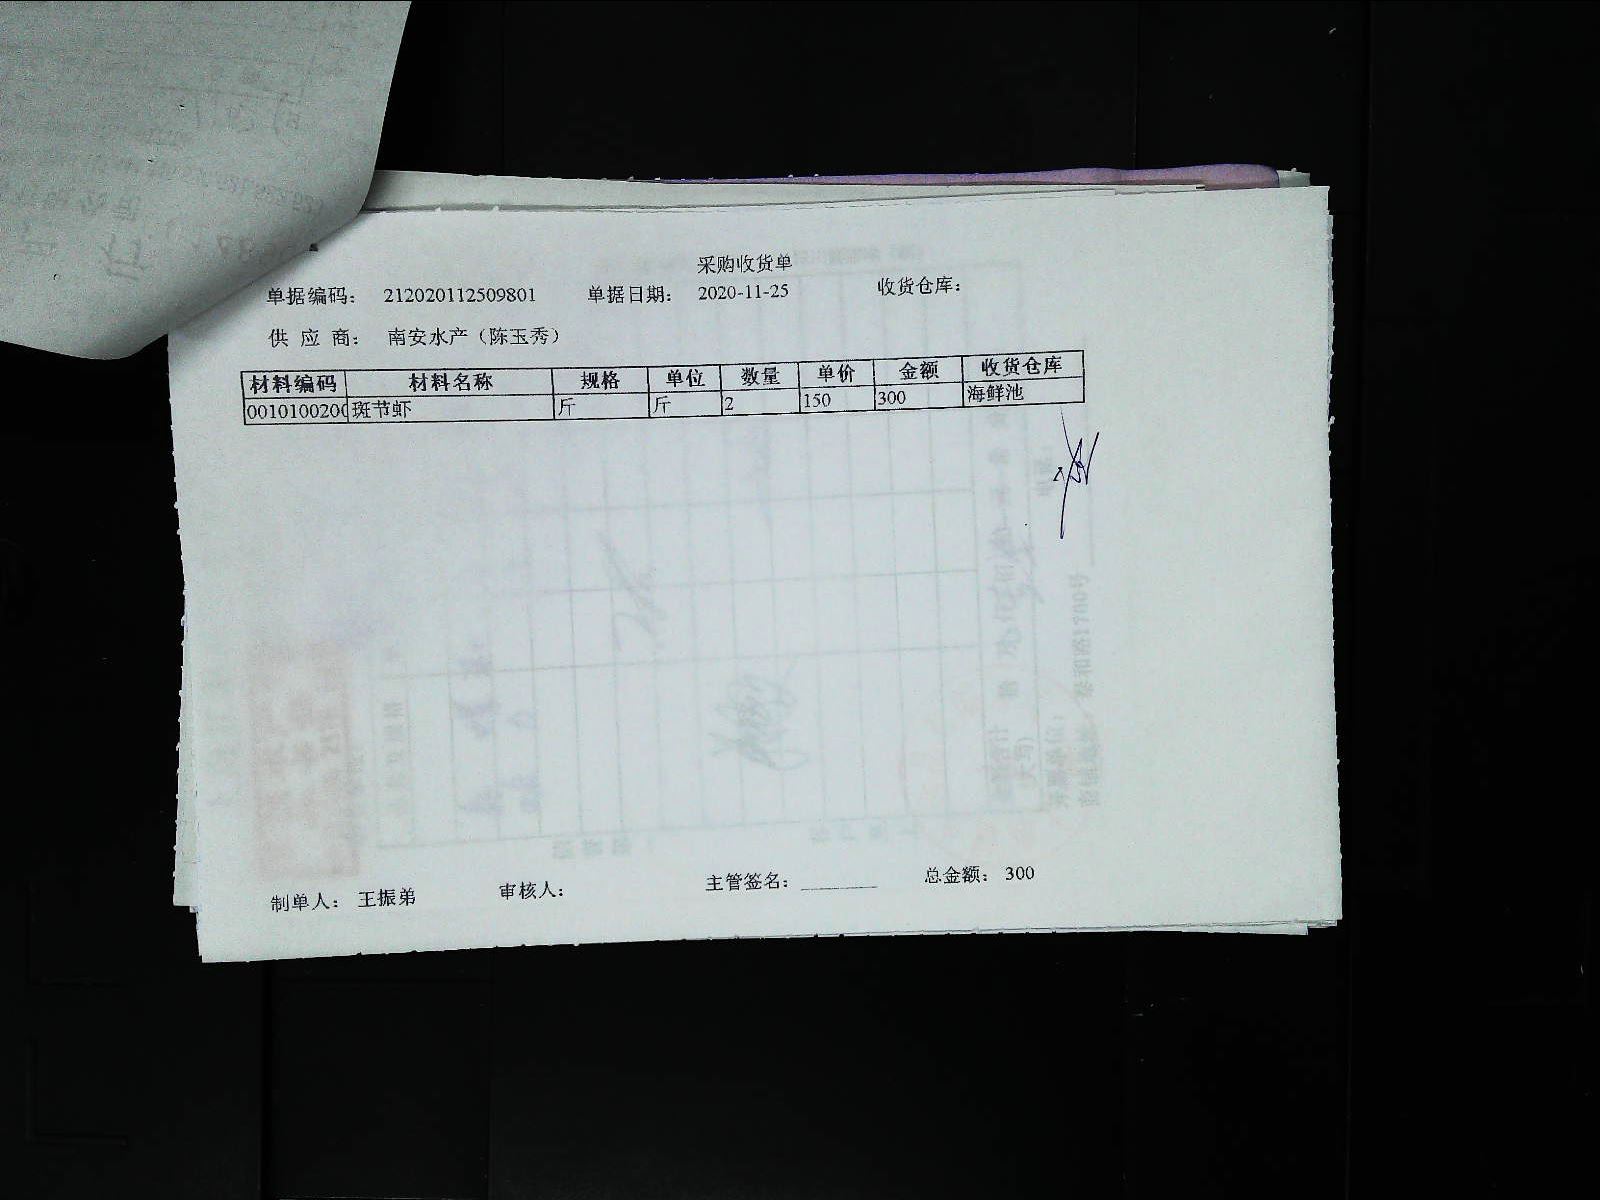 采购收货单
单据编码： 212020112509801 单据日期： 2020-11-25 收货仓库：
供 应 商： 南安水产（陈玉秀）
材料编码 材料名称 规格 单位 数量 单价 金额 收货仓库
0010100200 斑节虾 斤 斤 2 150 300 海鲜池
制单人： 王振弟 审核人： 主管签名：________ 总金额： 300